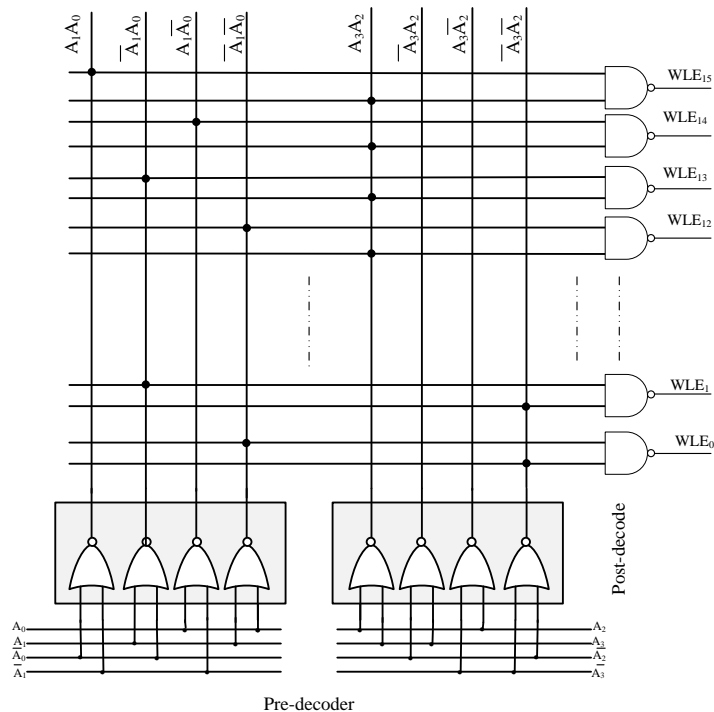 A₁A₀
A̅₁A₀
A₁A̅₀
A̅₁A̅₀
A₃A₂
A̅₃A₂
A₃A̅₂
A̅₃A̅₂
WLE₁₅
WLE₁₄
WLE₁₃
WLE₁₂
WLE₁
WLE₀
Post-decode
A₀
A₁
A̅₀
A̅₁
A₂
A₃
A̅₂
A̅₃
Pre-decoder